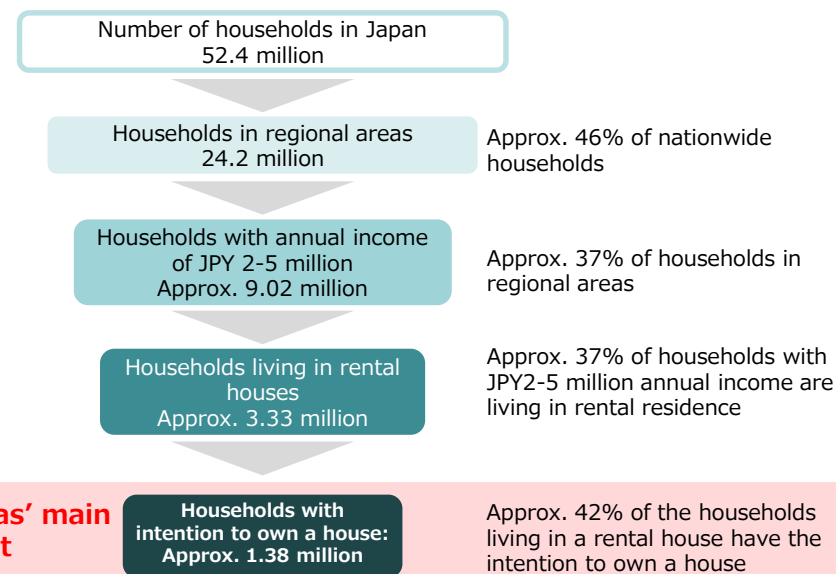 Number of households in Japan
52.4 million
Households in regional areas
24.2 million
Approx. 46% of nationwide
households
Households with annual income
of JPY 2-5 million
Approx. 9.02 million
Approx. 37% of households in
regional areas
Households living in rental
houses
Approx. 3.33 million
Approx. 37% of households with
JPY2-5 million annual income are
living in rental residence
as’ main
t
Households with
intention to own a house:
Approx. 1.38 million
Approx. 42% of the households
living in a rental house have the
intention to own a house